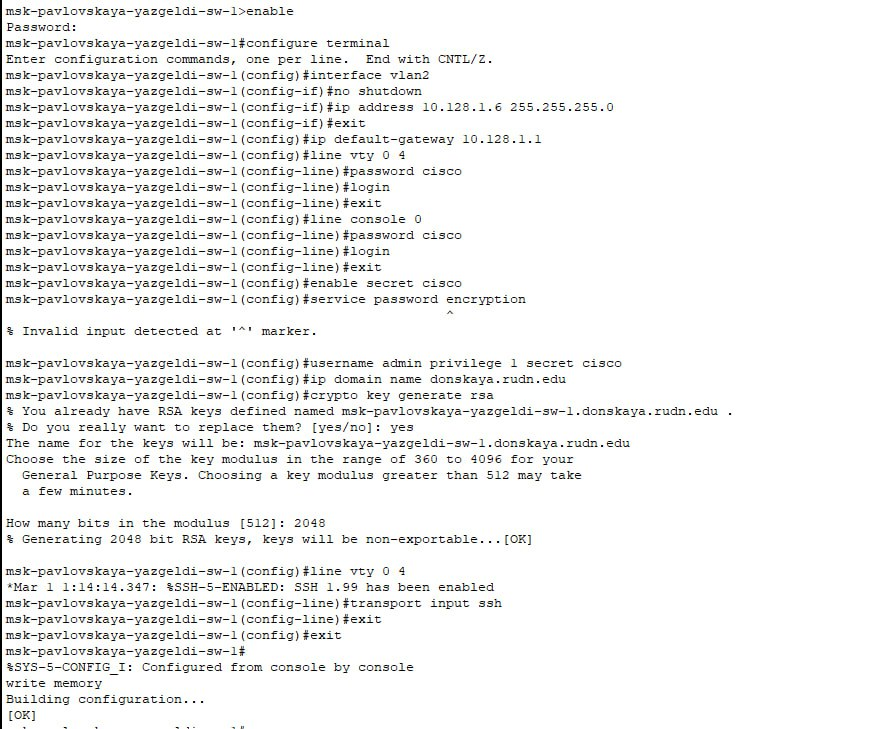 msk-pavlovskaya-yazgeldi-sw-1>enable
Password:
msk-pavlovskaya-yazgeldi-sw-1#configure terminal
Enter configuration commands, one per line.  End with CNTL/Z.
msk-pavlovskaya-yazgeldi-sw-1(config)#interface vlan2
msk-pavlovskaya-yazgeldi-sw-1(config-if)#no shutdown
msk-pavlovskaya-yazgeldi-sw-1(config-if)#ip address 10.128.1.6 255.255.255.0
msk-pavlovskaya-yazgeldi-sw-1(config-if)#exit
msk-pavlovskaya-yazgeldi-sw-1(config)#ip default-gateway 10.128.1.1
msk-pavlovskaya-yazgeldi-sw-1(config)#line vty 0 4
msk-pavlovskaya-yazgeldi-sw-1(config-line)#password cisco
msk-pavlovskaya-yazgeldi-sw-1(config-line)#login
msk-pavlovskaya-yazgeldi-sw-1(config-line)#exit
msk-pavlovskaya-yazgeldi-sw-1(config)#line console 0
msk-pavlovskaya-yazgeldi-sw-1(config-line)#password cisco
msk-pavlovskaya-yazgeldi-sw-1(config-line)#login
msk-pavlovskaya-yazgeldi-sw-1(config-line)#exit
msk-pavlovskaya-yazgeldi-sw-1(config)#enable secret cisco
msk-pavlovskaya-yazgeldi-sw-1(config)#service password encryption
^
% Invalid input detected at '^' marker.
msk-pavlovskaya-yazgeldi-sw-1(config)#username admin privilege 1 secret cisco
msk-pavlovskaya-yazgeldi-sw-1(config)#ip domain name donskaya.rudn.edu
msk-pavlovskaya-yazgeldi-sw-1(config)#crypto key generate rsa
% You already have RSA keys defined named msk-pavlovskaya-yazgeldi-sw-1.donskaya.rudn.edu .
% Do you really want to replace them? [yes/no]: yes
The name for the keys will be: msk-pavlovskaya-yazgeldi-sw-1.donskaya.rudn.edu
Choose the size of the key modulus in the range of 360 to 4096 for your
General Purpose Keys. Choosing a key modulus greater than 512 may take
a few minutes.
How many bits in the modulus [512]: 2048
% Generating 2048 bit RSA keys, keys will be non-exportable...[OK]
msk-pavlovskaya-yazgeldi-sw-1(config)#line vty 0 4
*Mar 1 1:14:14.347: %SSH-5-ENABLED: SSH 1.99 has been enabled
msk-pavlovskaya-yazgeldi-sw-1(config-line)#transport input ssh
msk-pavlovskaya-yazgeldi-sw-1(config-line)#exit
msk-pavlovskaya-yazgeldi-sw-1(config)#exit
msk-pavlovskaya-yazgeldi-sw-1#
%SYS-5-CONFIG_I: Configured from console by console
write memory
Building configuration...
[OK]